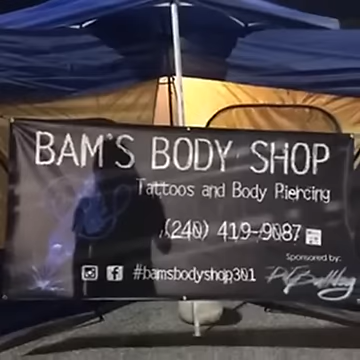 BAM'S BODY SHOP
Tattoos and Body Piercing
(240) 419-9087
#bamsbodyshop301
Sponsored by: